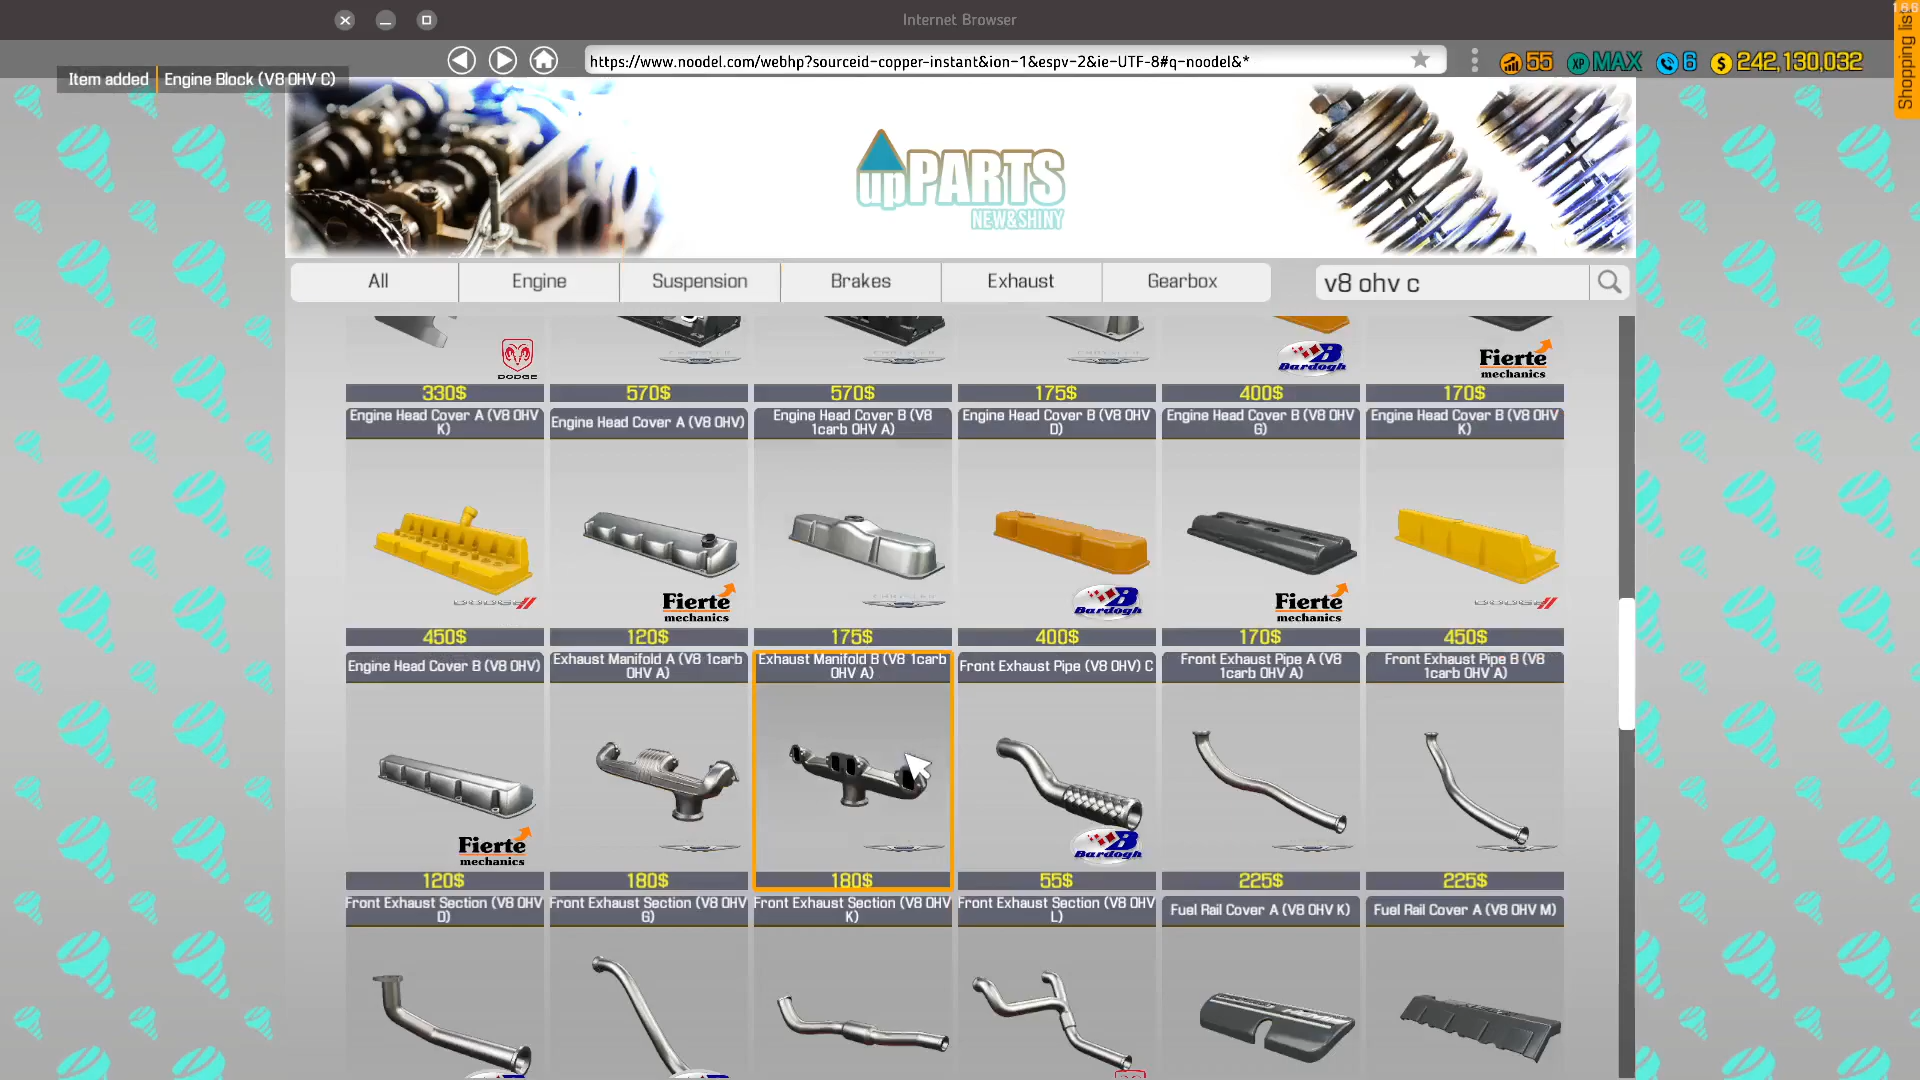 Internet Browser
186
Shopping list
https://www.noodel.com/webhp?sourceid-copper-instant&ion-1&espv-2&ie-UTF-8#q-noodel&*
55
XP MAX
6
$ 242,130,032
Item added | Engine Block (V8 OHV C)
upPARTS
NEW&SHINY
All
Engine
Suspension
Brakes
Exhaust
Gearbox
v8 ohv c
DODGE
CHRYSLER
CHRYSLER
CHRYSLER
Bardogh
Fierte
mechanics
330$
570$
570$
175$
400$
170$
Engine Head Cover A (V8 OHV
K)
Engine Head Cover A (V8 OHV)
Engine Head Cover B (V8
1carb OHV A)
Engine Head Cover B (V8 OHV
D)
Engine Head Cover B (V8 OHV
G)
Engine Head Cover B (V8 OHV
K)
DODGE
Fierte
mechanics
CHRYSLER
Bardogh
Fierte
mechanics
DODGE
450$
120$
175$
400$
170$
450$
Engine Head Cover B (V8 OHV)
Exhaust Manifold A (V8 1carb
OHV A)
Exhaust Manifold B (V8 1carb
OHV A)
Front Exhaust Pipe (V8 OHV) C
Front Exhaust Pipe A (V8
1carb OHV A)
Front Exhaust Pipe B (V8
1carb OHV A)
Fierte
mechanics
Bardogh
120$
180$
180$
55$
225$
225$
Front Exhaust Section (V8 OHV
D)
Front Exhaust Section (V8 OHV
G)
Front Exhaust Section (V8 OHV
K)
Front Exhaust Section (V8 OHV
L)
Fuel Rail Cover A (V8 OHV K)
Fuel Rail Cover A (V8 OHV M)